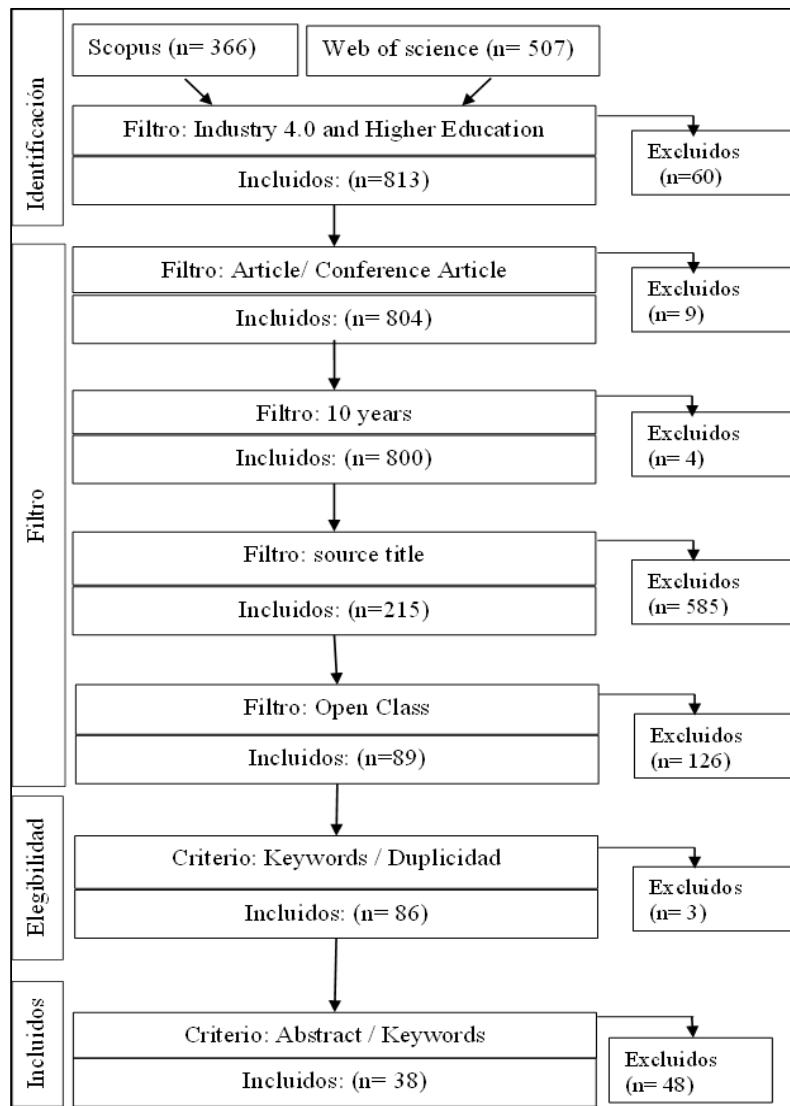 Identificación
Scopus (n= 366)
Web of science (n= 507)
Filtro: Industry 4.0 and Higher Education
Incluidos: (n=813)
Excluidos
(n=60)
Filtro
Filtro: Article/ Conference Article
Incluidos: (n= 804)
Excluidos
(n= 9)
Filtro: 10 years
Incluidos: (n= 800)
Excluidos
(n= 4)
Filtro: source title
Incluidos: (n=215)
Excluidos
(n= 585)
Filtro: Open Class
Incluidos: (n=89)
Excluidos
(n= 126)
Elegibilidad
Criterio: Keywords / Duplicidad
Incluidos: (n= 86)
Excluidos
(n= 3)
Incluidos
Criterio: Abstract / Keywords
Incluidos: (n= 38)
Excluidos
(n= 48)